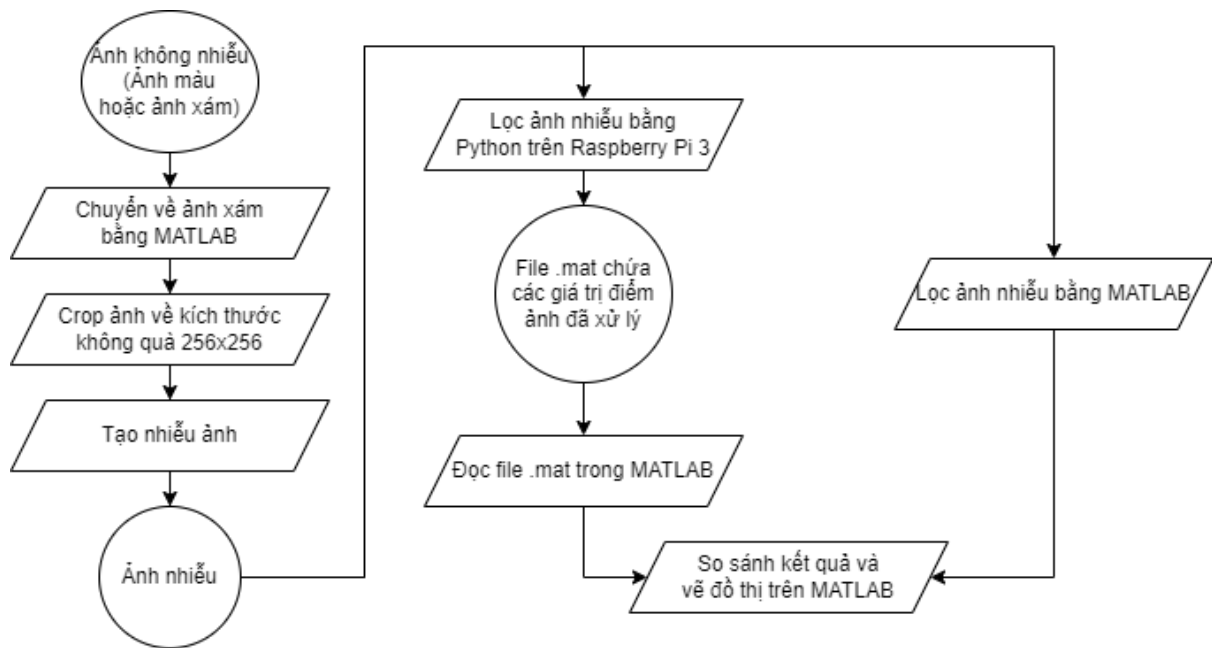 Ảnh không nhiễu
(Ảnh màu
hoặc ảnh xám)
Chuyển về ảnh xám
bằng MATLAB
Crop ảnh về kích thước
không quá 256x256
Tạo nhiễu ảnh
Ảnh nhiễu
Lọc ảnh nhiễu bằng
Python trên Raspberry Pi 3
File .mat chứa
các giá trị điểm
ảnh đã xử lý
Đọc file .mat trong MATLAB
Lọc ảnh nhiễu bằng MATLAB
So sánh kết quả và
vẽ đồ thị trên MATLAB